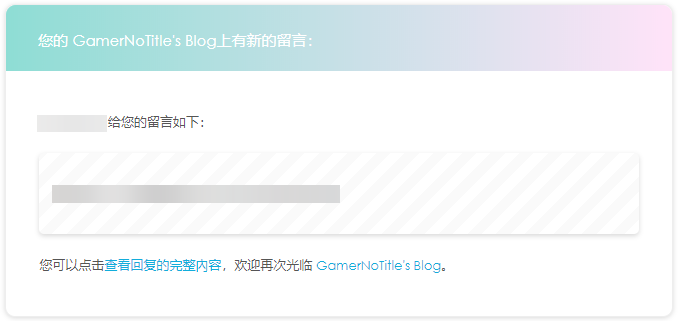 您的 GamerNoTitle's Blog上有新的留言：
给您的留言如下：
您可以点击查看回复的完整内容，欢迎再次光临 GamerNoTitle's Blog。